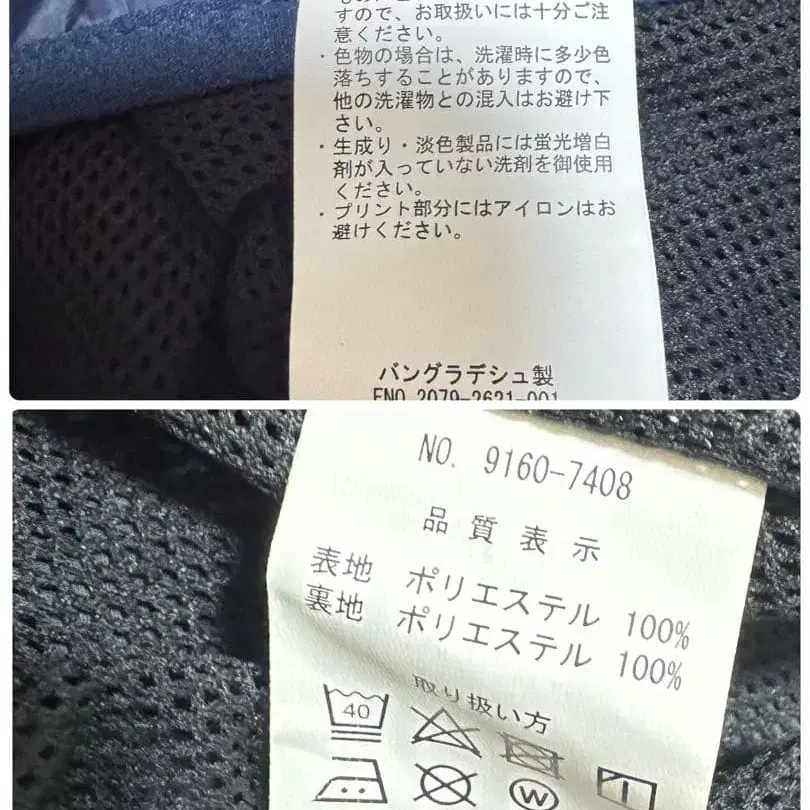 すので、お取扱いには十分ご注
意ください。
・色物の場合は、洗濯時に多少色
落ちすることがありますので、
他の洗濯物との混入はお避け下
さい。
・生成り・淡色製品には蛍光増白
剤が入っていない洗剤を御使用
ください。
・プリント部分にはアイロンはお
避けください。
バングラデシュ製
FNO 2079-2621-001
NO. 9160-7408
品質表示
表地 ポリエステル 100%
裏地 ポリエステル 100%
取り扱い方
40
W